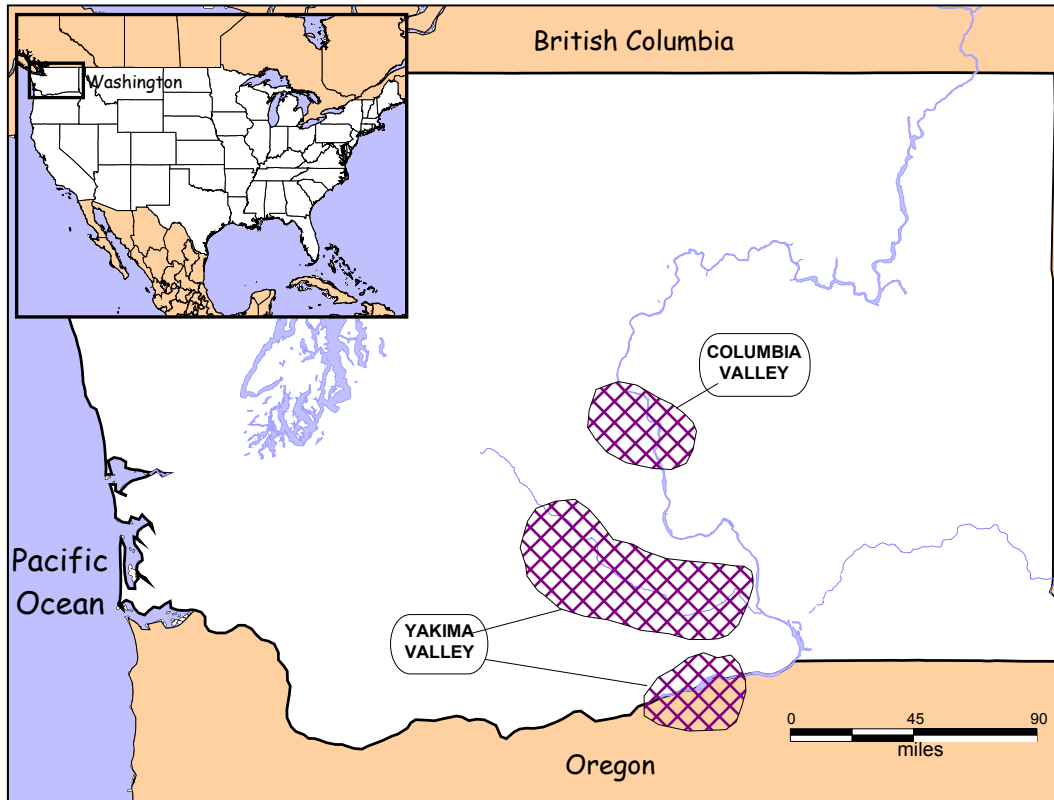 British Columbia
Washington
COLUMBIA
VALLEY
Pacific
Ocean
YAKIMA
VALLEY
0 45 90
miles
Oregon